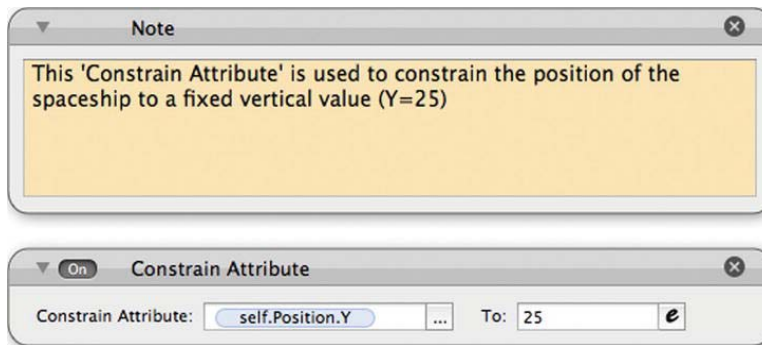 Note
This 'Constrain Attribute' is used to constrain the position of the
spaceship to a fixed vertical value (Y=25)
On Constrain Attribute
Constrain Attribute: self.Position.Y ... To: 25 e